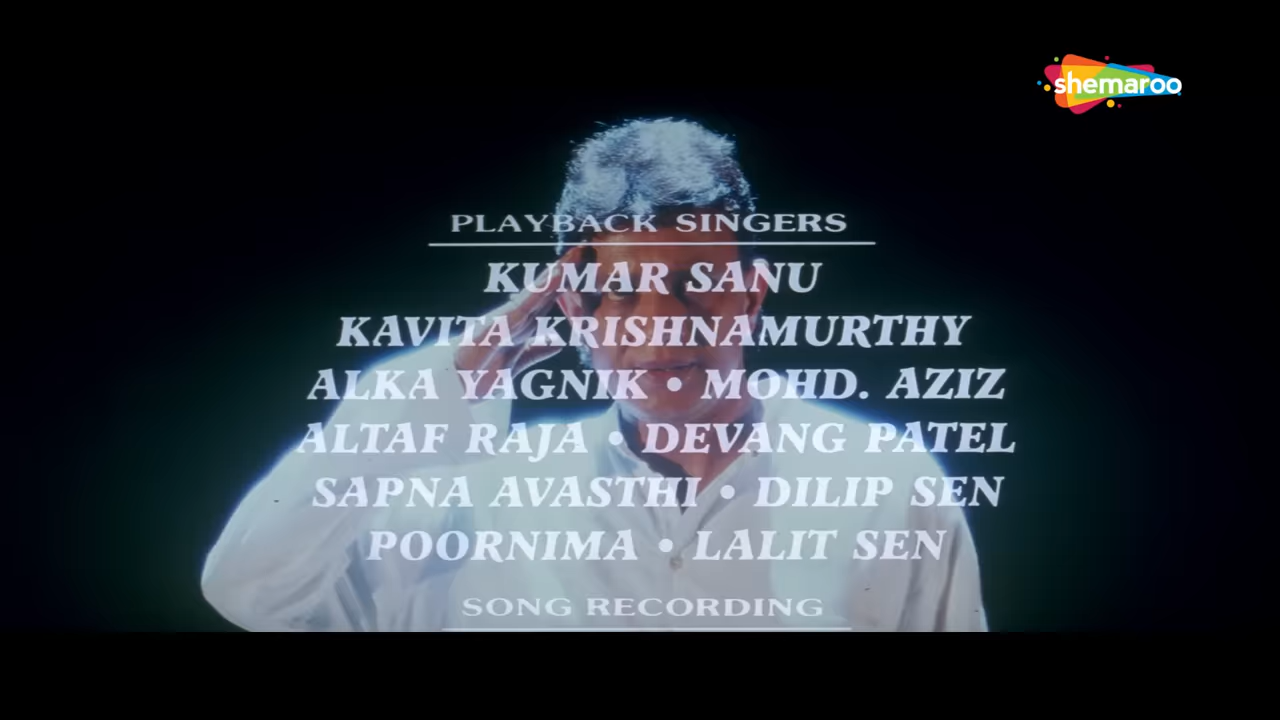 shemaroo
PLAYBACK SINGERS
KUMAR SANU
KAVITA KRISHNAMURTHY
ALKA YAGNIK • MOHD. AZIZ
ALTAF RAJA • DEVANG PATEL
SAPNA AVASTHI • DILIP SEN
POORNIMA • LALIT SEN
SONG RECORDING